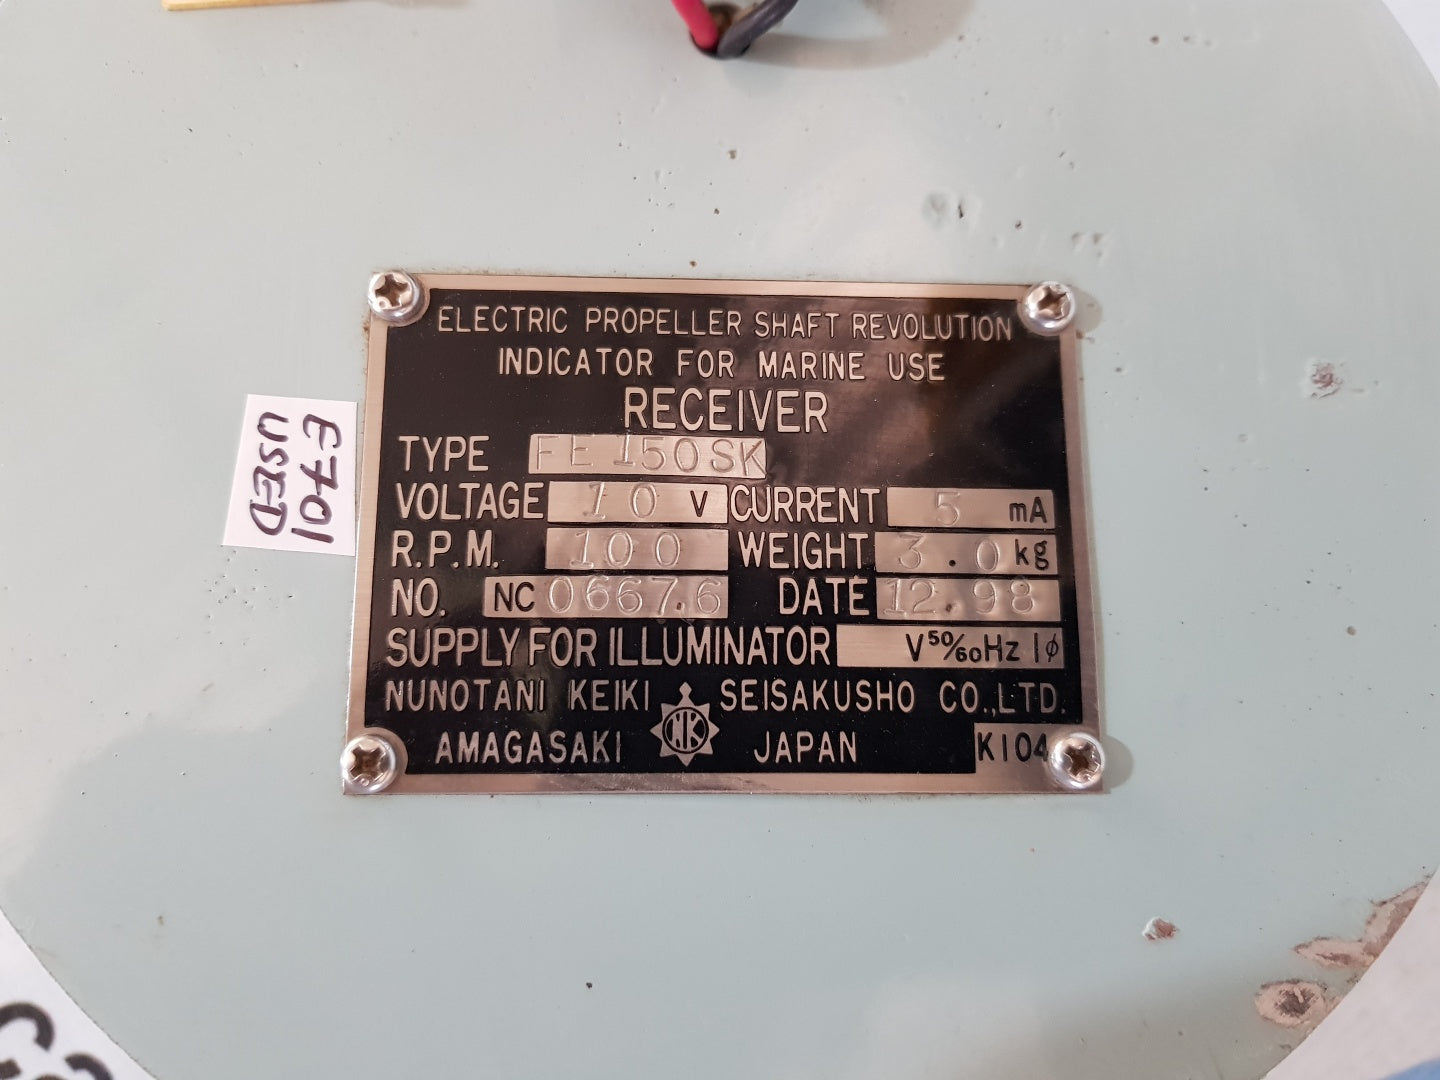 ELECTRIC PROPELLER SHAFT REVOLUTION
INDICATOR FOR MARINE USE
RECEIVER
TYPE FE150SK
VOLTAGE 10 V CURRENT 5 mA
R.P.M. 100 WEIGHT 3.0 kg
NO. NC 0667.6 DATE 12.98
SUPPLY FOR ILLUMINATOR V 50/60Hz 1ϕ
NUNOTANI KEIKI SEISAKUSHO CO.,LTD.
AMAGASAKI NK JAPAN K104
E701
USED